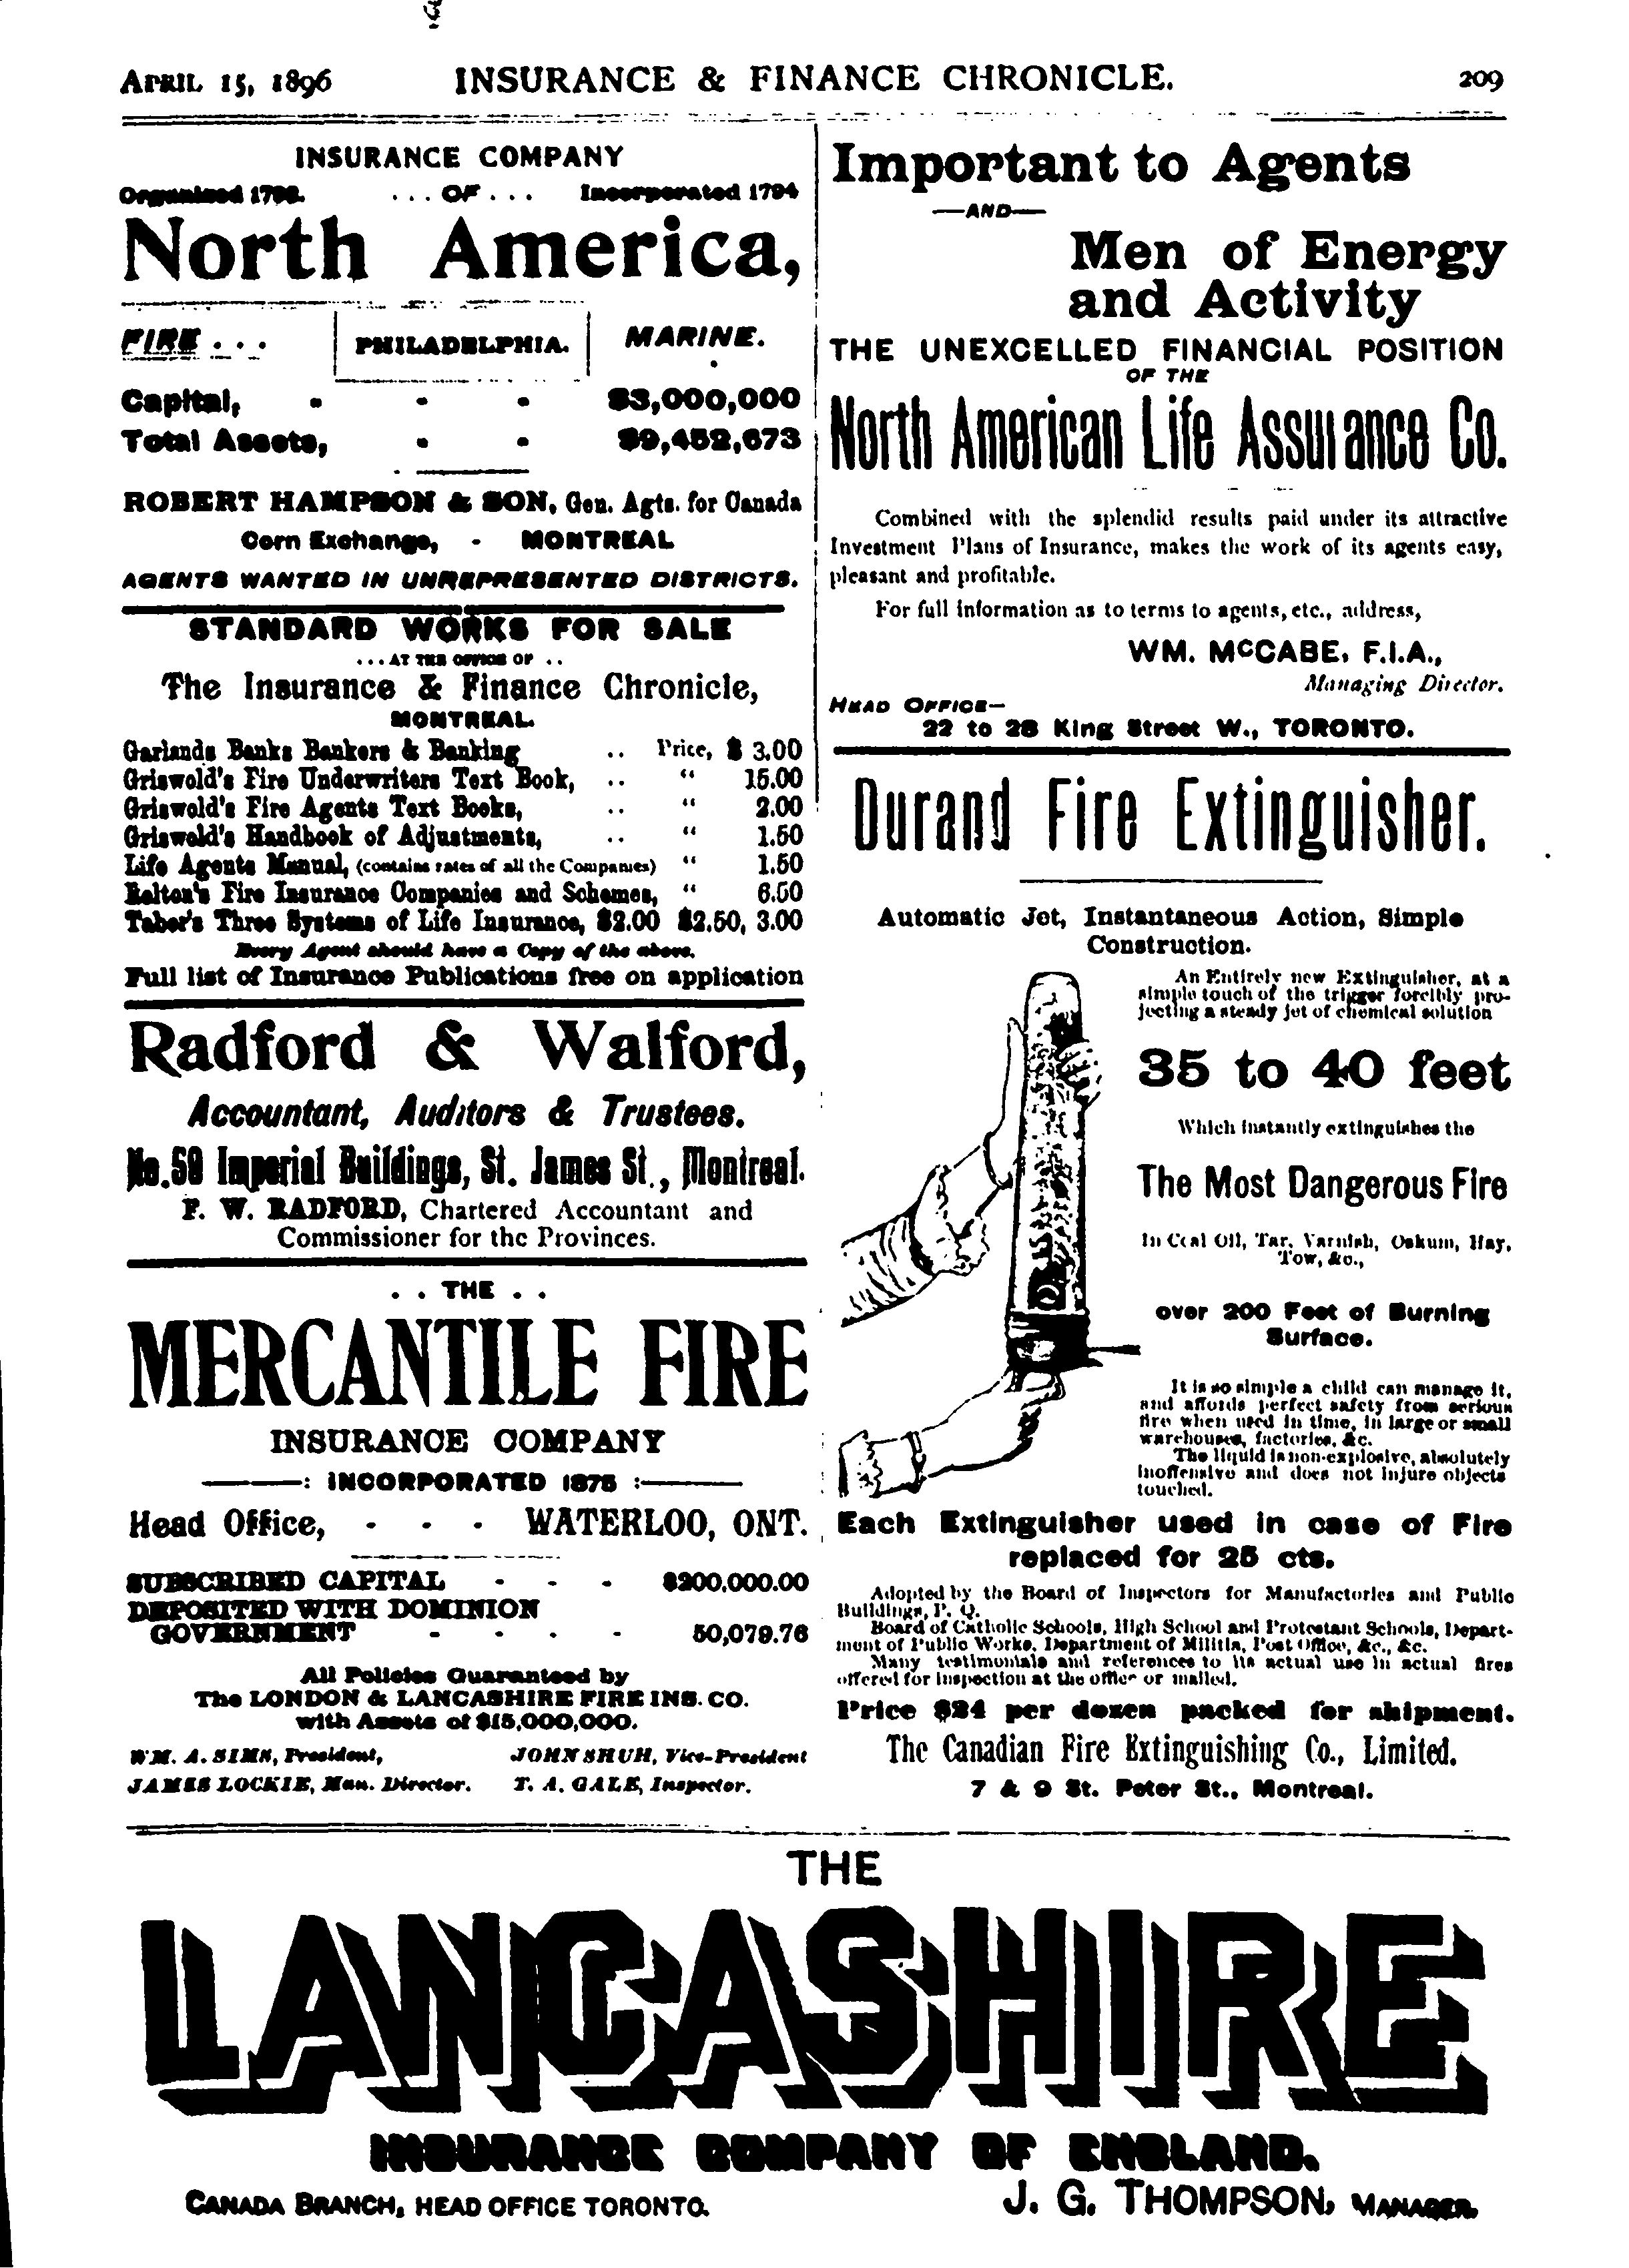 APRIL 15, 1896 INSURANCE & FINANCE CHRONICLE. 209
INSURANCE COMPANY
Organized 1792. ... OF ... Incorporated 1794
North America,
FIRE ... PHILADELPHIA. MARINE.
Capital, - - - $3,000,000
Total Assets, - - $9,452,673
ROBERT HAMPSON & SON, Gen. Agts. for Canada
Corn Exchange, - MONTREAL
AGENTS WANTED IN UNREPRESENTED DISTRICTS.
STANDARD WORKS FOR SALE
... AT THE OFFICE OF ..
The Insurance & Finance Chronicle,
MONTREAL.
Garlands Banks Bankers & Banking .. Price, $ 3.00
Griswold's Fire Underwriters Text Book, .. " 15.00
Griswold's Fire Agents Text Books, .. " 2.00
Griswold's Handbook of Adjustments, .. " 1.50
Life Agents Manual, (contains rates of all the Companies) " 1.50
Relton's Fire Insurance Companies and Schemes, " 6.50
Taber's Three Systems of Life Insurance, $2.00 $2.50, 3.00
Every Agent should have a Copy of the above.
Full list of Insurance Publications free on application
Radford & Walford,
Accountant, Auditors & Trustees.
No.59 Imperial Buildings, St. James St., Montreal.
F. W. RADFORD, Chartered Accountant and
Commissioner for the Provinces.
. . THE . .
MERCANTILE FIRE
INSURANCE COMPANY
: INCORPORATED 1875 :
Head Office, - - - WATERLOO, ONT.
SUBSCRIBED CAPITAL - - - $200,000.00
DEPOSITED WITH DOMINION
GOVERNMENT - - - - 50,079.76
All Policies Guaranteed by
The LONDON & LANCASHIRE FIRE INS. CO.
with Assets of $15,000,000.
WM. A. SIMS, President, JOHN SHUH, Vice-President
JAMES LOCKIE, Man. Director. T. A. GALE, Inspector.
Important to Agents
—AND—
Men of Energy
and Activity
THE UNEXCELLED FINANCIAL POSITION
OF THE
North American Life Assurance Co.
Combined with the splendid results paid under its attractive
Investment Plans of Insurance, makes the work of its agents easy,
pleasant and profitable.
For full information as to terms to agents, etc., address,
WM. McCABE, F.I.A.,
Managing Director.
HEAD OFFICE—
22 to 28 King Street W., TORONTO.
Durand Fire Extinguisher.
Automatic Jet, Instantaneous Action, Simple
Construction.
An Entirely new Extinguisher, at a
simple touch of the trigger forcibly pro-
jecting a steady jet of chemical solution
35 to 40 feet
Which instantly extinguishes the
The Most Dangerous Fire
In Coal Oil, Tar, Varnish, Oakum, Hay,
Tow, &c.,
over 200 Feet of Burning
Surface.
It is so simple a child can manage it,
and affords perfect safety from serious
fire when used in time, in large or small
warehouses, factories, &c.
The liquid is non-explosive, absolutely
inoffensive and does not injure objects
touched.
Each Extinguisher used in case of Fire
replaced for 25 cts.
Adopted by the Board of Inspectors for Manufactories and Public
Buildings, P. Q.
Board of Catholic Schools, High School and Protestant Schools, Depart-
ment of Public Works, Department of Militia, Post Office, &c., &c.
Many testimonials and references to its actual use in actual fires
offered for inspection at the office or mailed.
Price $24 per dozen packed for shipment.
The Canadian Fire Extinguishing Co., Limited.
7 & 9 St. Peter St., Montreal.
THE
LANCASHIRE
INSURANCE COMPANY OF ENGLAND.
CANADA BRANCH, HEAD OFFICE TORONTO. J. G. THOMPSON, MANAGER.